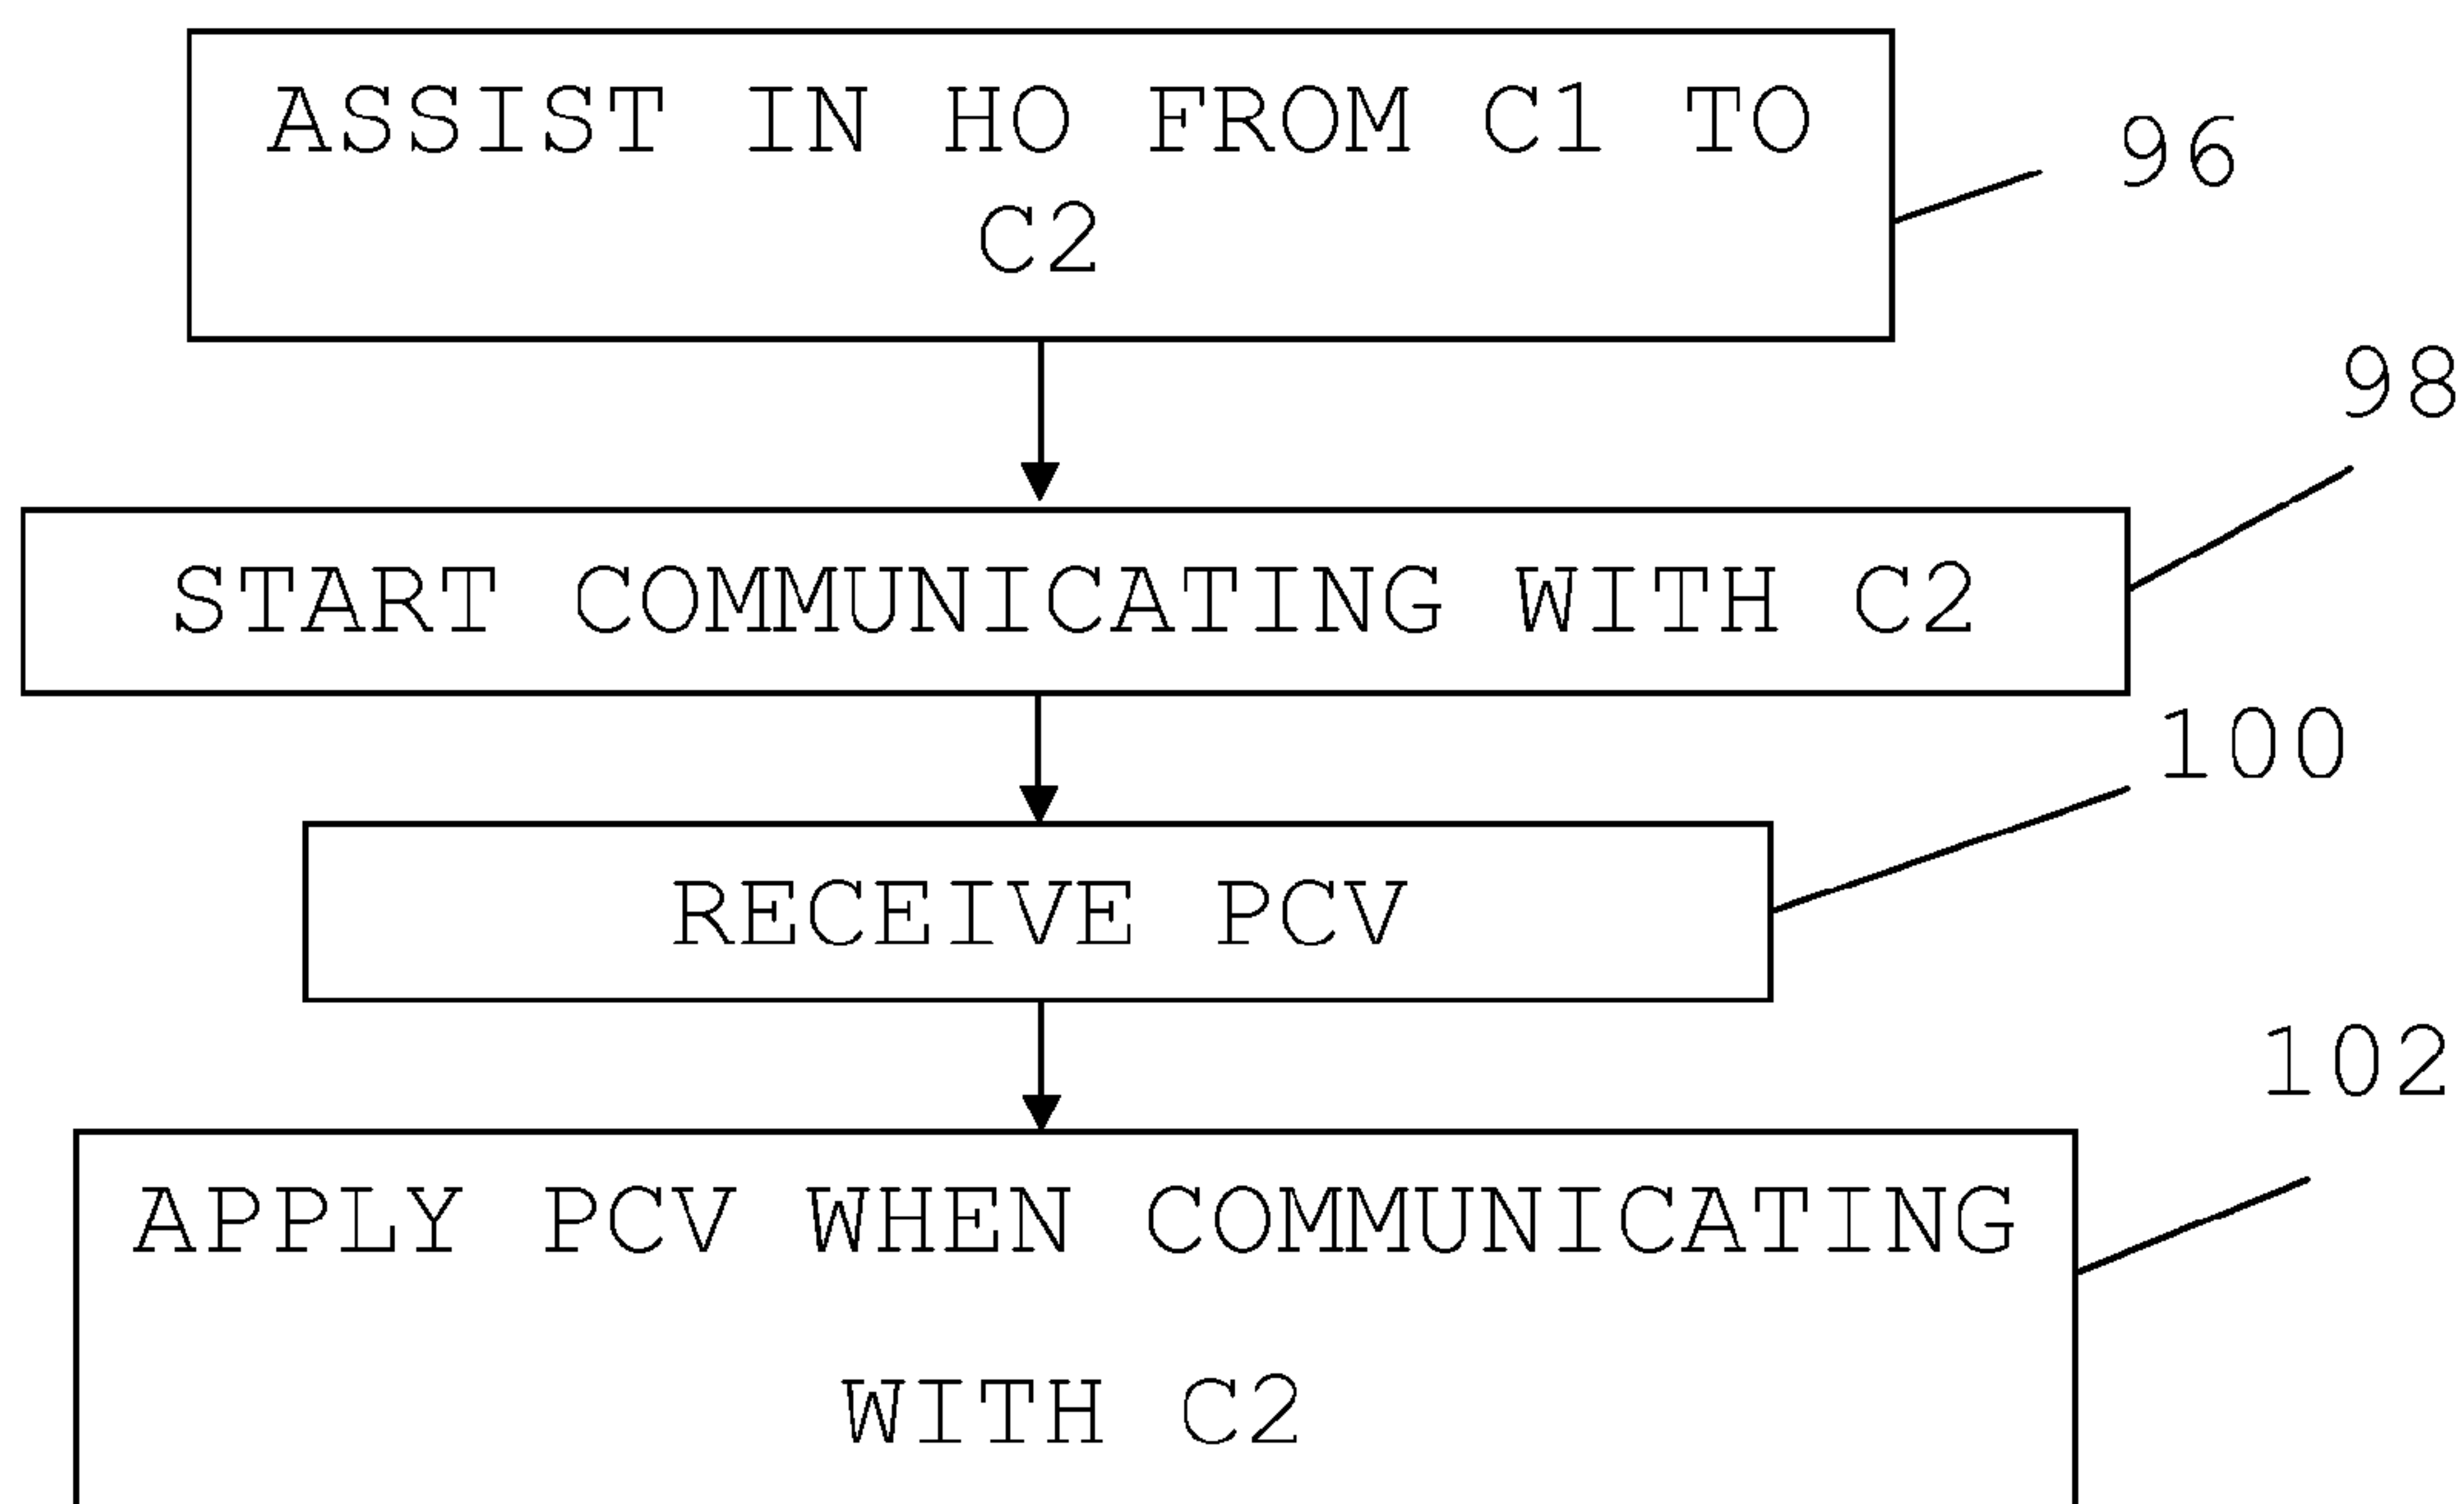 ASSIST IN HO FROM C1 TO
C2
96
98
START COMMUNICATING WITH C2
100
RECEIVE PCV
102
APPLY PCV WHEN COMMUNICATING
WITH C2